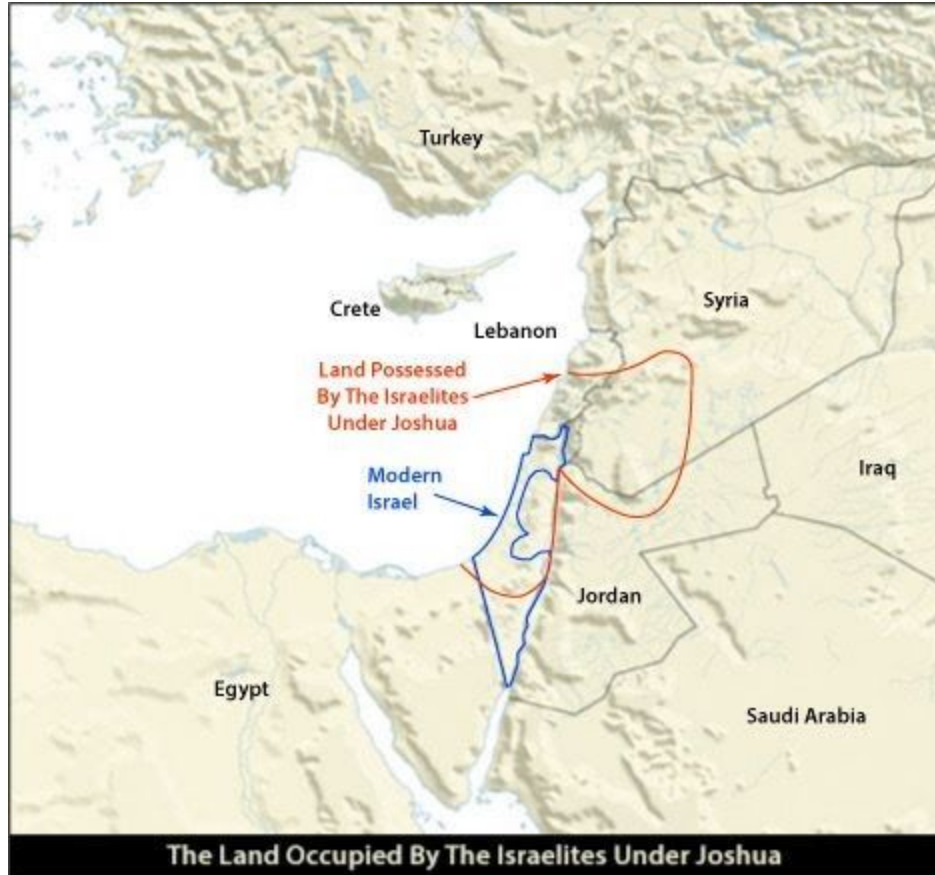 Turkey
Crete
Syria
Lebanon
Land Possessed
By The Israelites
Under Joshua
Modern
Israel
Iraq
Jordan
Egypt
Saudi Arabia
The Land Occupied By The Israelites Under Joshua